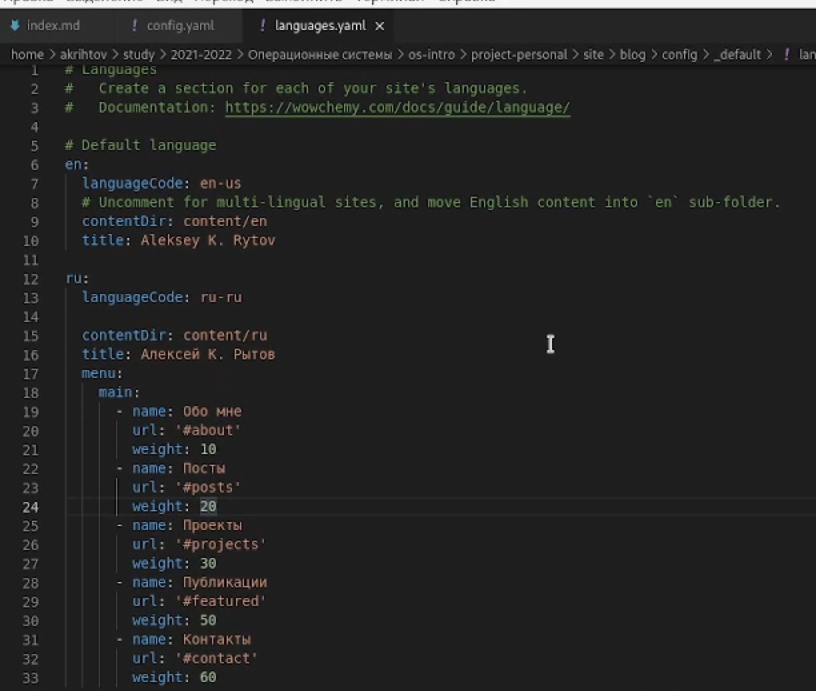 index.md
config.yaml
languages.yaml
home > akrihtov > study > 2021-2022 > Операционные системы > os-intro > project-personal > site > blog > config > _default >
1 # Languages
2 #   Create a section for each of your site's languages.
3 #   Documentation: https://wowchemy.com/docs/guide/language/
4
5 # Default language
6 en:
7   languageCode: en-us
8   # Uncomment for multi-lingual sites, and move English content into `en` sub-folder.
9   contentDir: content/en
10   title: Aleksey K. Rytov
11
12 ru:
13   languageCode: ru-ru
14
15   contentDir: content/ru
16   title: Алексей К. Рытов
17   menu:
18     main:
19       - name: Обо мне
20         url: '#about'
21         weight: 10
22       - name: Посты
23         url: '#posts'
24         weight: 20
25       - name: Проекты
26         url: '#projects'
27         weight: 30
28       - name: Публикации
29         url: '#featured'
30         weight: 50
31       - name: Контакты
32         url: '#contact'
33         weight: 60